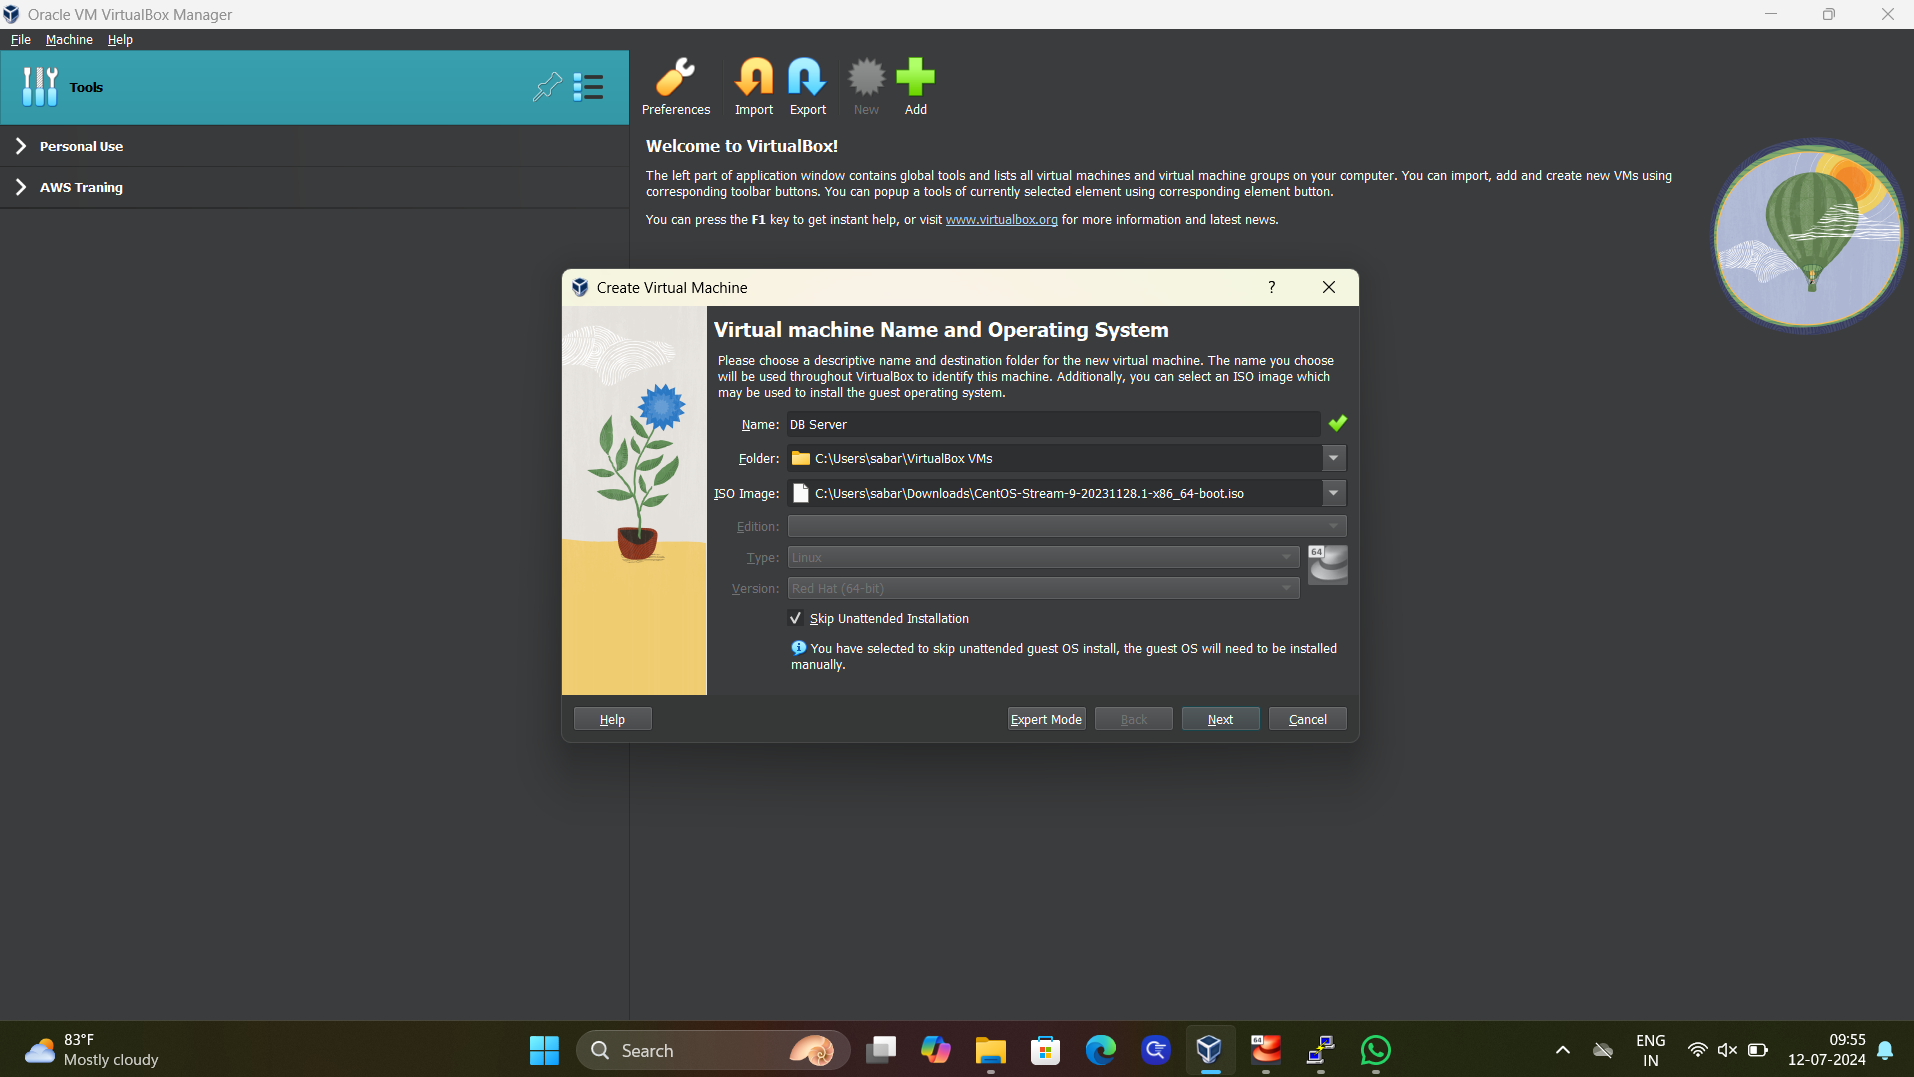 Oracle VM VirtualBox Manager
File Machine Help
Tools
Personal Use
AWS Traning
Preferences Import Export New Add
Welcome to VirtualBox!
The left part of application window contains global tools and lists all virtual machines and virtual machine groups on your computer. You can import, add and create new VMs using
corresponding toolbar buttons. You can popup a tools of currently selected element using corresponding element button.
You can press the F1 key to get instant help, or visit www.virtualbox.org for more information and latest news.
Create Virtual Machine ?
Virtual machine Name and Operating System
Please choose a descriptive name and destination folder for the new virtual machine. The name you choose
will be used throughout VirtualBox to identify this machine. Additionally, you can select an ISO image which
may be used to install the guest operating system.
Name: DB Server
Folder: C:\Users\sabar\VirtualBox VMs
ISO Image: C:\Users\sabar\Downloads\CentOS-Stream-9-20231128.1-x86_64-boot.iso
Edition:
Type: Linux
64
Version: Red Hat (64-bit)
Skip Unattended Installation
You have selected to skip unattended guest OS install, the guest OS will need to be installed
manually.
Help Expert Mode Back Next Cancel
83°F
Mostly cloudy
Search
64
ENG
IN
09:55
12-07-2024